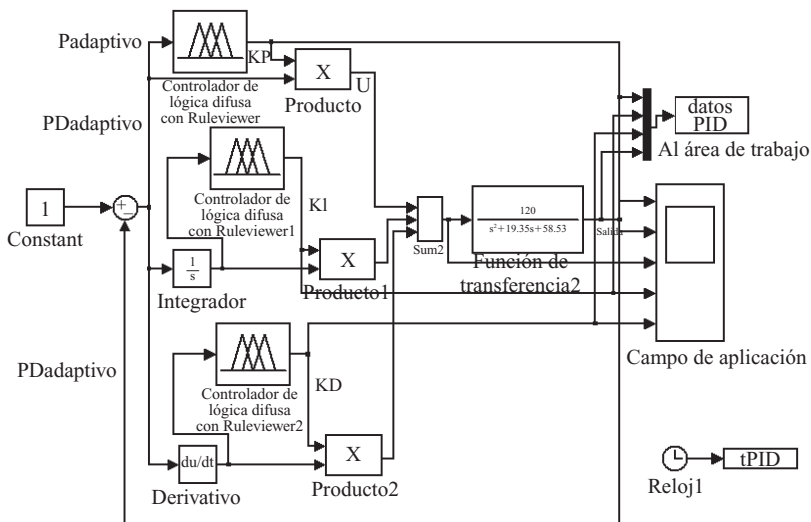 Padaptivo
KP
Controlador de
lógica difusa
con Ruleviewer
X
Producto
U
PDadaptivo
datos
PID
Al área de trabajo
Controlador de
lógica difusa
con Ruleviewer1
KI
1
Constant
+
−
Sum2
120
s²+19.35s+58.53
Salida
Función de
transferencia2
1
s
Integrador
X
Producto1
Campo de aplicación
PDadaptivo
Controlador de
lógica difusa
con Ruleviewer2
KD
du/dt
Derivativo
X
Producto2
Reloj1
tPID